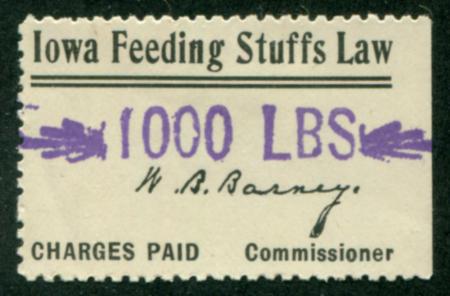 Iowa Feeding Stuffs Law
1000 LBS
W. B. Barney.
CHARGES PAID Commissioner